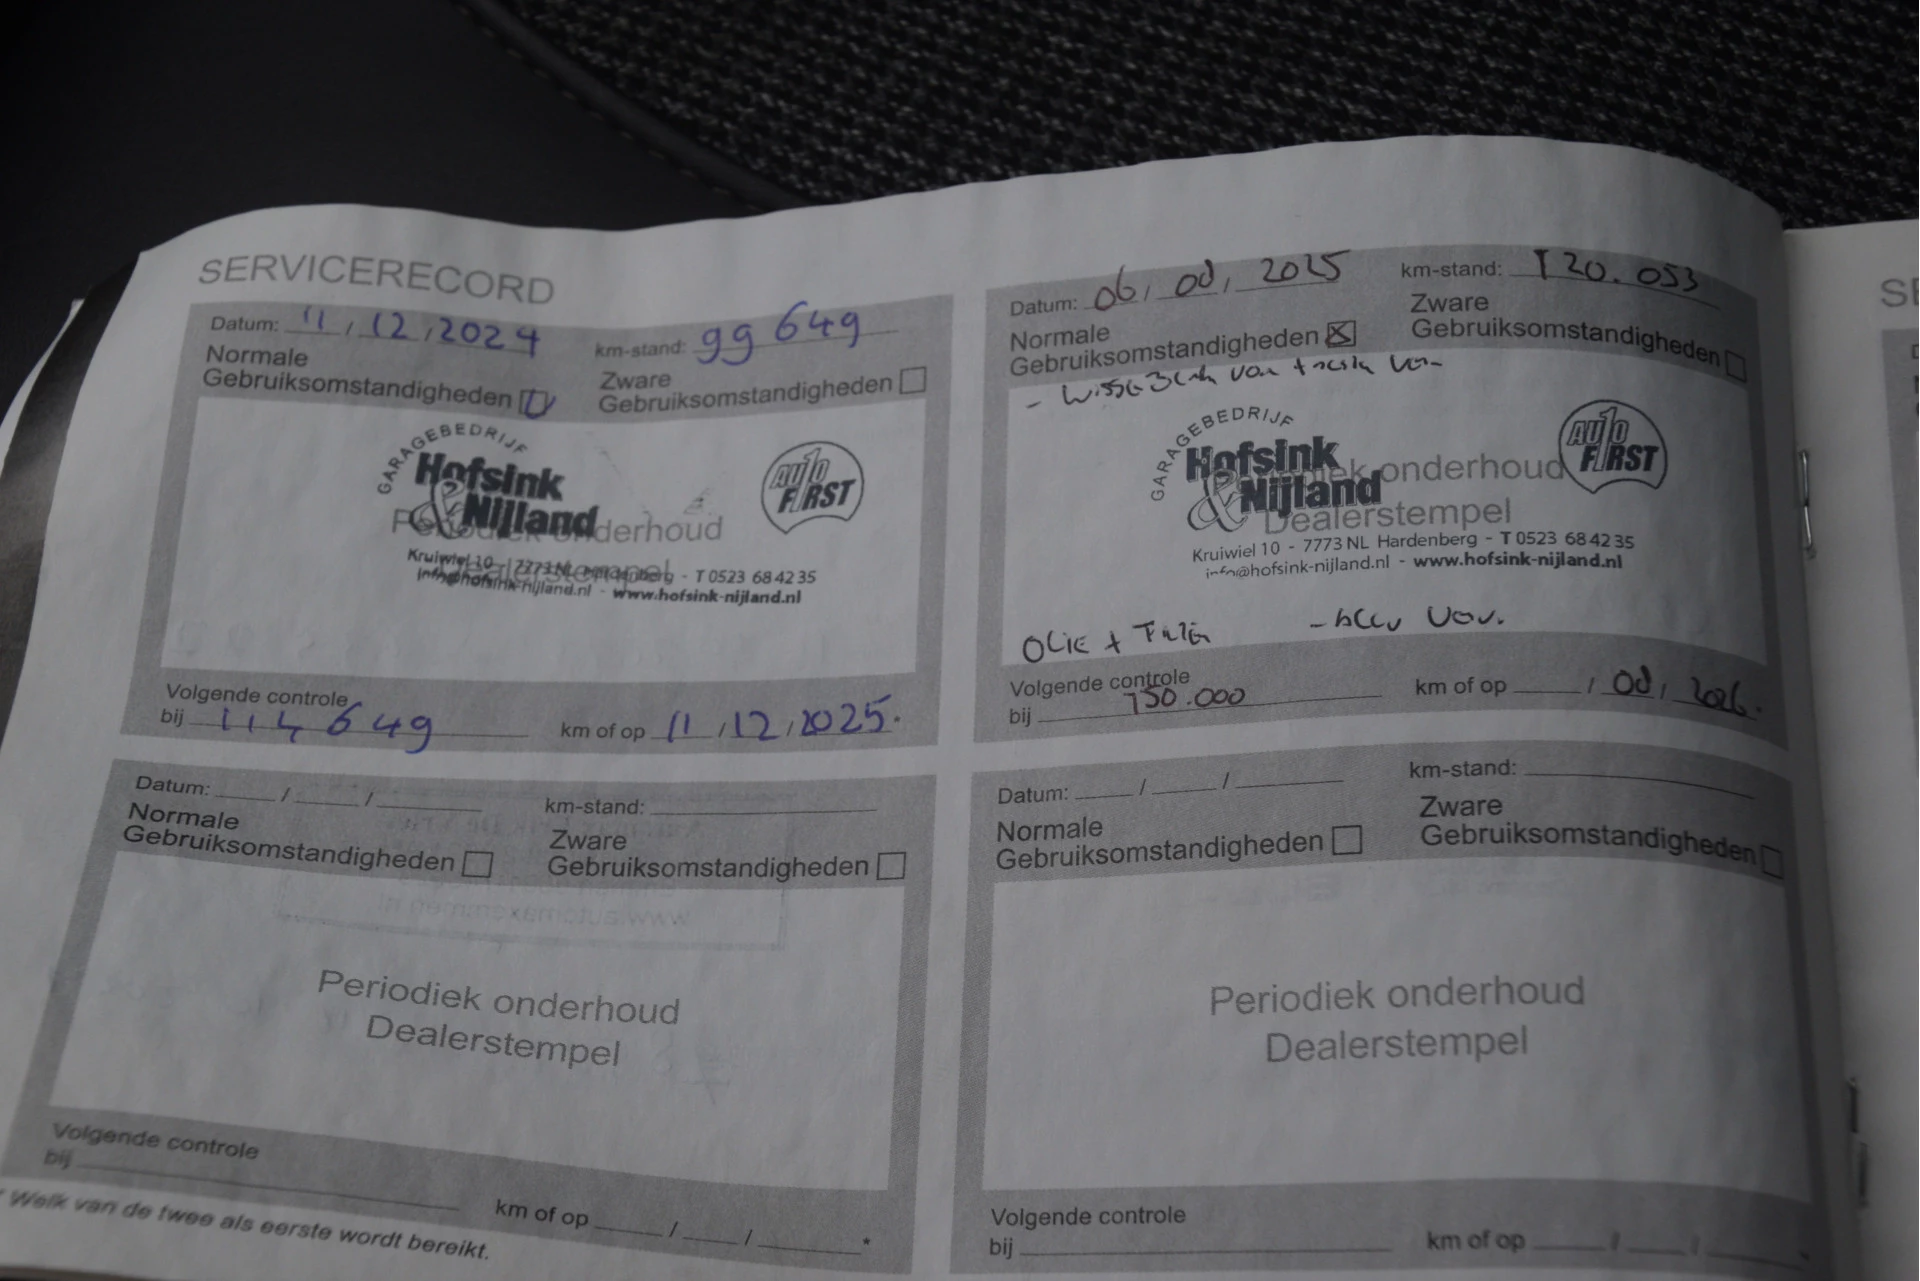 SERVICERECORD
Datum: 11 / 12 / 2024 km-stand: 99 649
Normale
Gebruiksomstandigheden
Zware
Gebruiksomstandigheden
GARAGEBEDRIJF
Hofsink
& Nijland
AUTO
FIRST
Periodiek onderhoud
Dealerstempel
Kruiwiel 10 - 7773 NL Hardenberg - T 0523 68 42 35
info@hofsink-nijland.nl - www.hofsink-nijland.nl
Volgende controle
bij 114 649 km of op 11 / 12 / 2025 *
Datum: 06 / 0d / 2025 km-stand: 120.053
Normale
Gebruiksomstandigheden
Zware
Gebruiksomstandigheden
GARAGEBEDRIJF
Hofsink
& Nijland
AUTO
FIRST
Periodiek onderhoud
Dealerstempel
Kruiwiel 10 - 7773 NL Hardenberg - T 0523 68 42 35
info@hofsink-nijland.nl - www.hofsink-nijland.nl
OLIE + FILTER
Volgende controle
bij 150.000 km of op / 0d / 2026 *
Datum: / / km-stand:
Normale
Gebruiksomstandigheden
Zware
Gebruiksomstandigheden
Periodiek onderhoud
Dealerstempel
Volgende controle
bij km of op / / *
* Welk van de twee als eerste wordt bereikt.
Datum: / / km-stand:
Normale
Gebruiksomstandigheden
Zware
Gebruiksomstandigheden
Periodiek onderhoud
Dealerstempel
Volgende controle
bij km of op / /